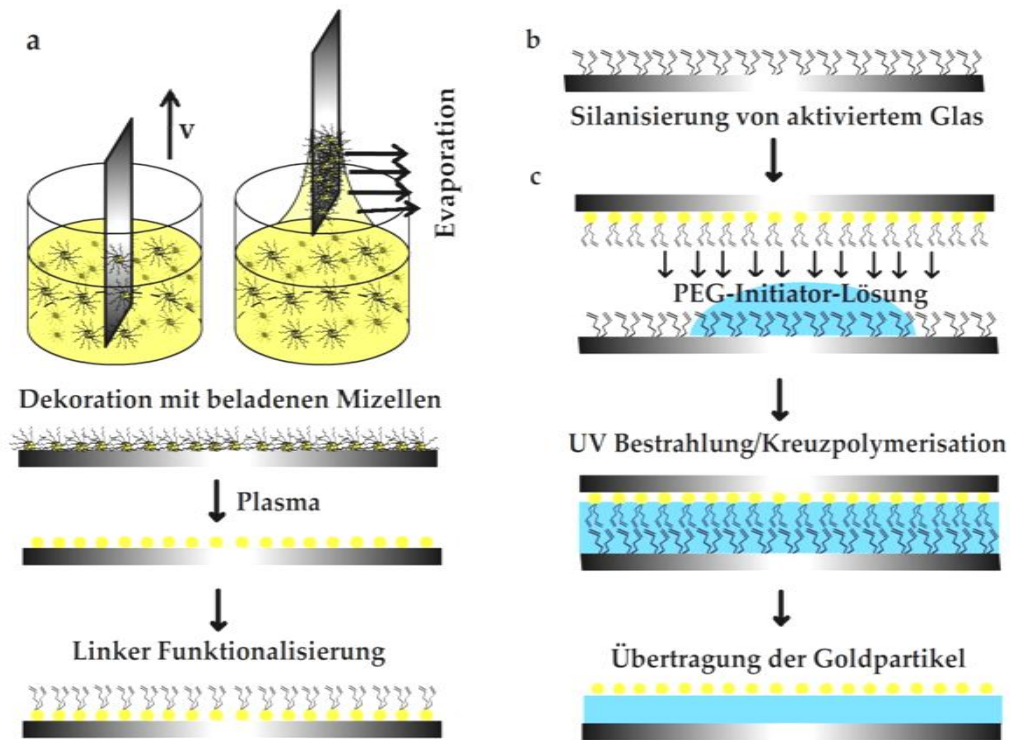 a
v
Evaporation
Dekoration mit beladenen Mizellen
Plasma
Linker Funktionalisierung
b
Silanisierung von aktiviertem Glas
c
PEG-Initiator-Lösung
UV Bestrahlung/Kreuzpolymerisation
Übertragung der Goldpartikel